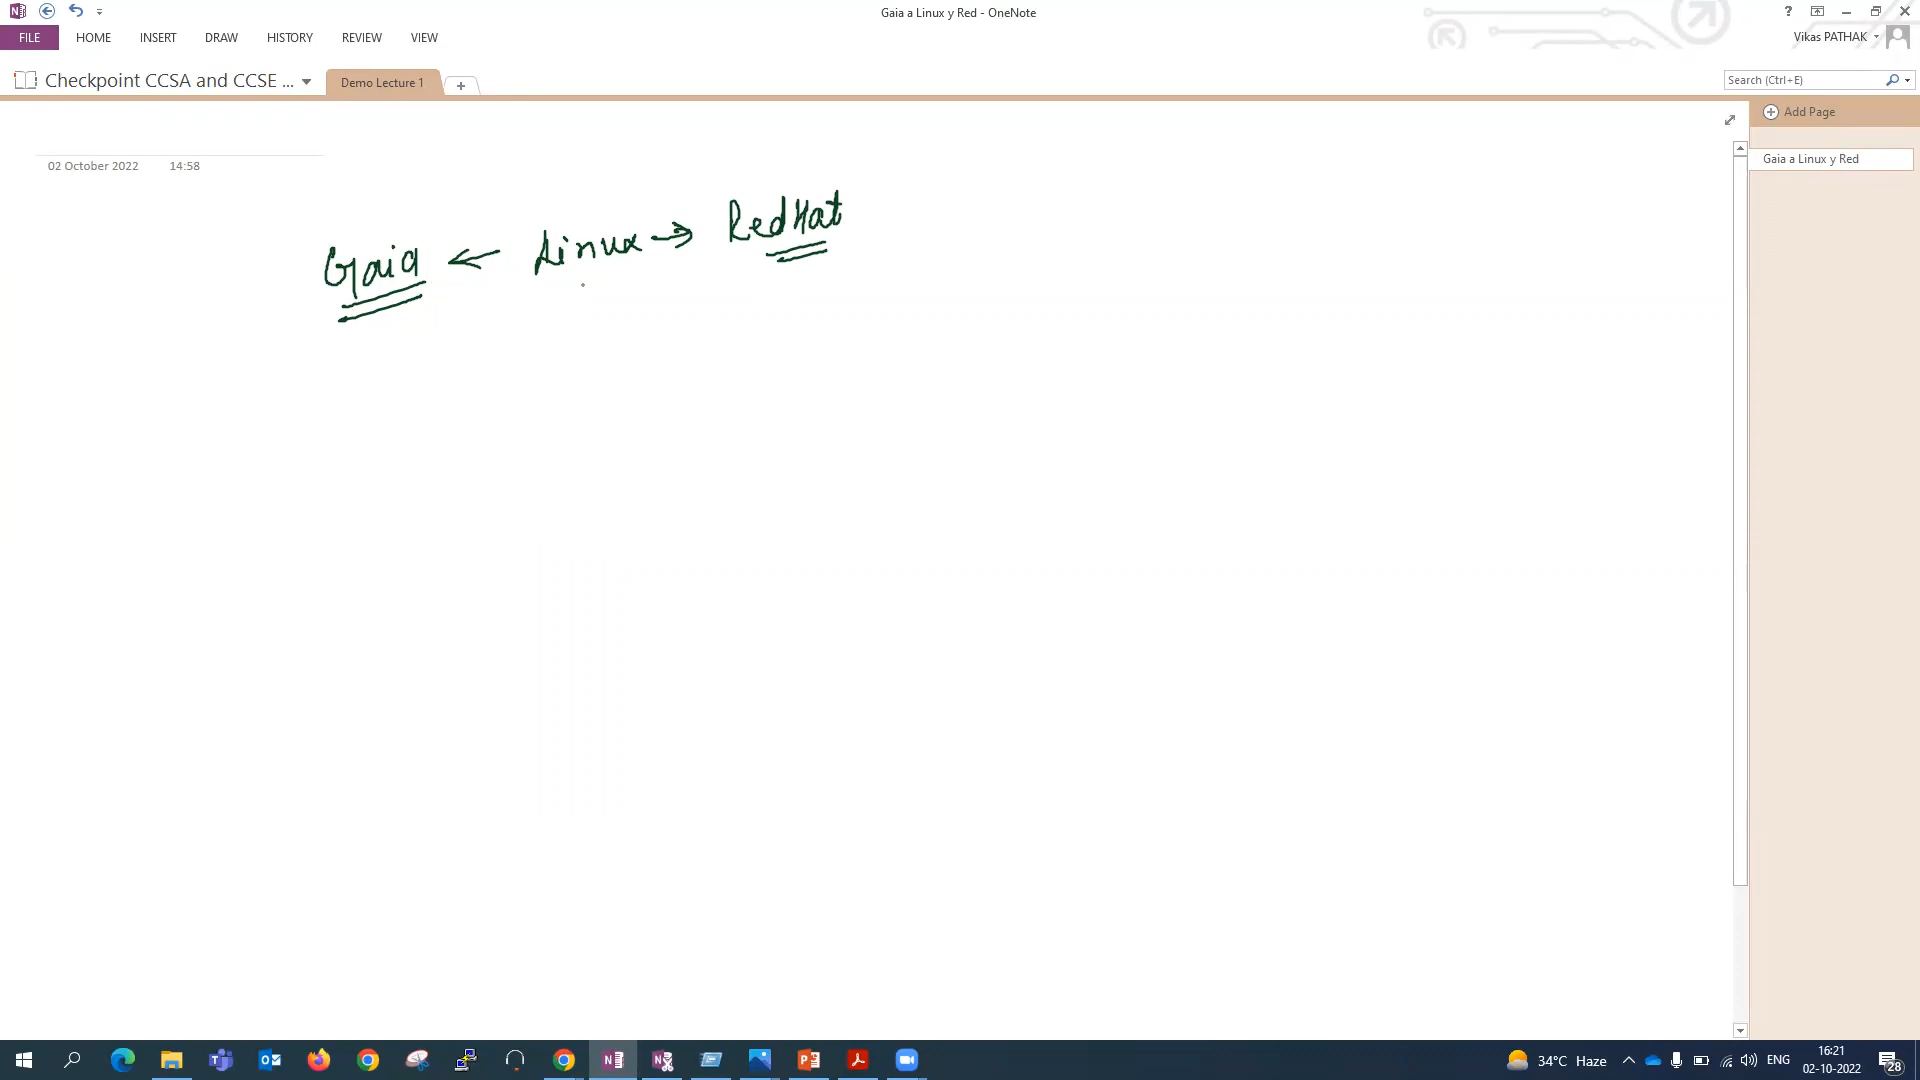 Gaia a Linux y Red - OneNote
?
FILE HOME INSERT DRAW HISTORY REVIEW VIEW
Vikas PATHAK
Checkpoint CCSA and CCSE ...
Demo Lecture 1
+
Search (Ctrl+E)
Add Page
Gaia a Linux y Red
02 October 2022 14:58
Gaia ← Linux → RedHat
34°C Haze
ENG
16:21
02-10-2022
28